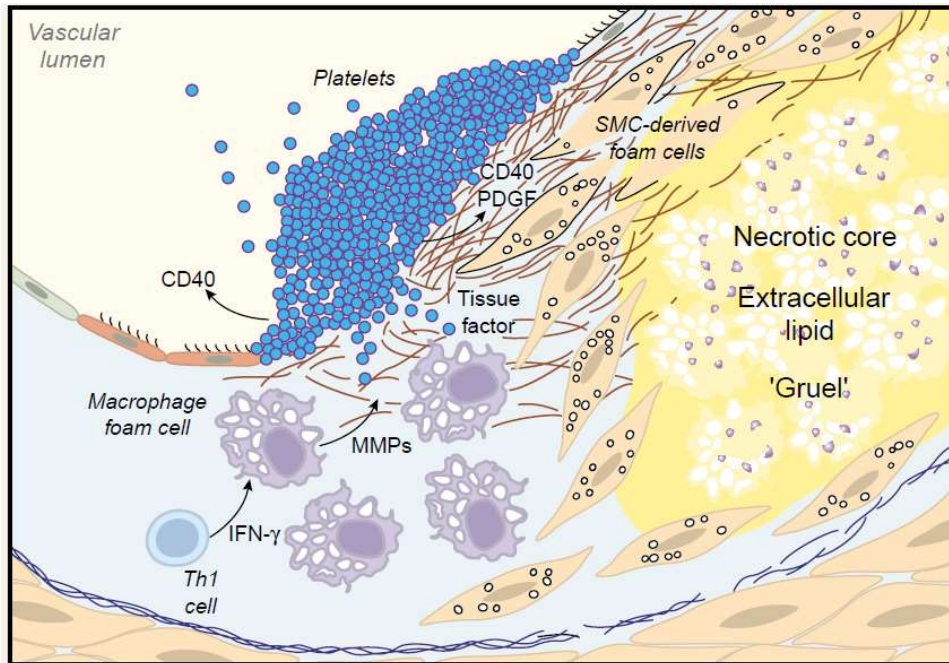 Vascular
lumen
Platelets
SMC-derived
foam cells
CD40
PDGF
Necrotic core
CD40
Tissue
factor
Extracellular
lipid
'Gruel'
Macrophage
foam cell
MMPs
IFN-γ
Th1
cell